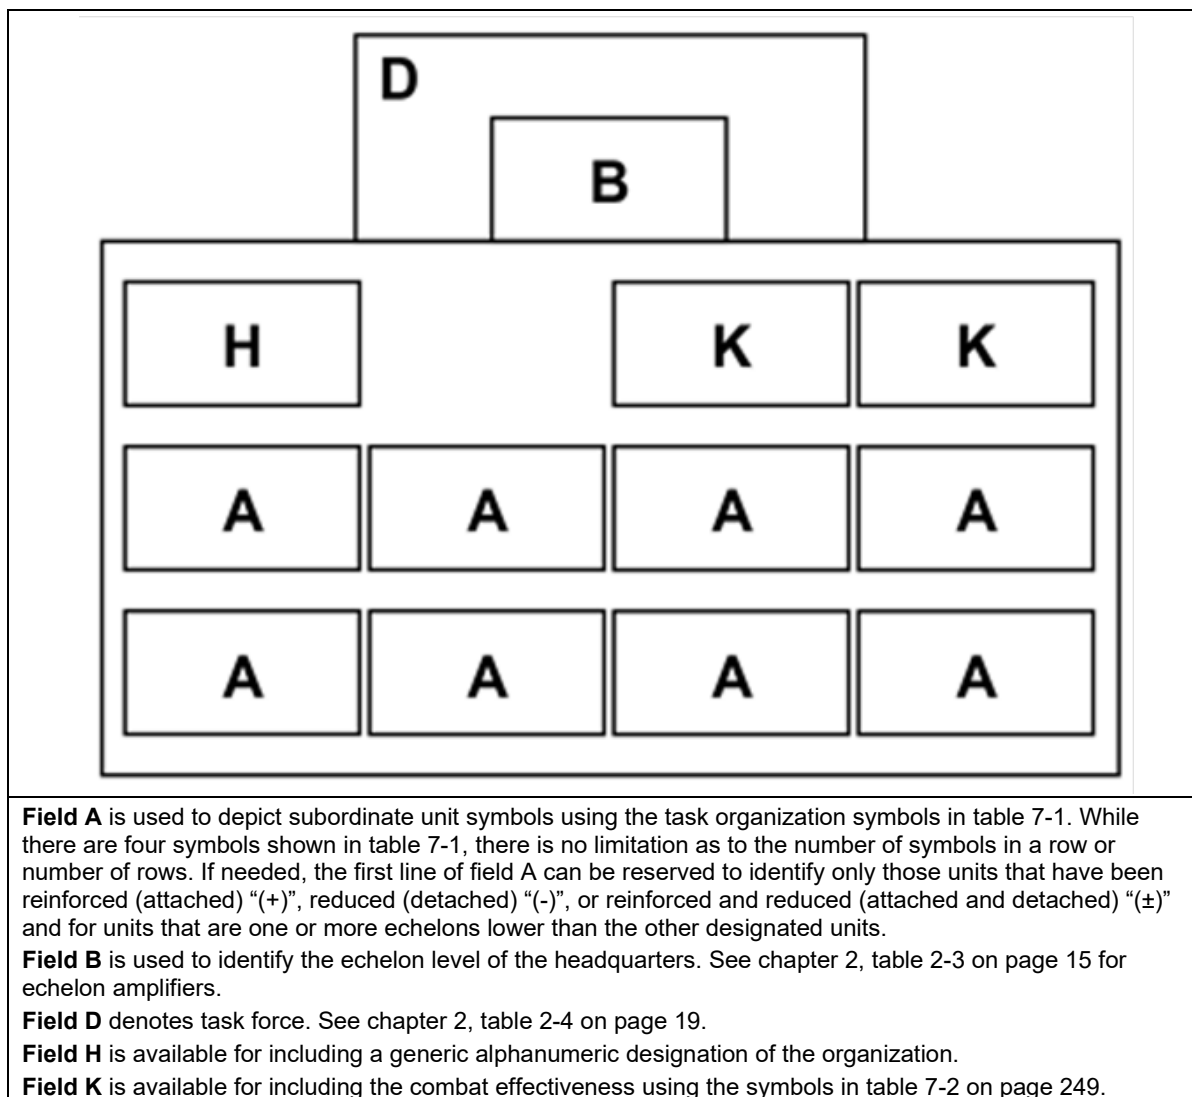 D
B
H K K
A A A A
A A A A
Field A is used to depict subordinate unit symbols using the task organization symbols in table 7-1. While
there are four symbols shown in table 7-1, there is no limitation as to the number of symbols in a row or
number of rows. If needed, the first line of field A can be reserved to identify only those units that have been
reinforced (attached) “(+)”, reduced (detached) “(-)”, or reinforced and reduced (attached and detached) “(±)”
and for units that are one or more echelons lower than the other designated units.
Field B is used to identify the echelon level of the headquarters. See chapter 2, table 2-3 on page 15 for
echelon amplifiers.
Field D denotes task force. See chapter 2, table 2-4 on page 19.
Field H is available for including a generic alphanumeric designation of the organization.
Field K is available for including the combat effectiveness using the symbols in table 7-2 on page 249.